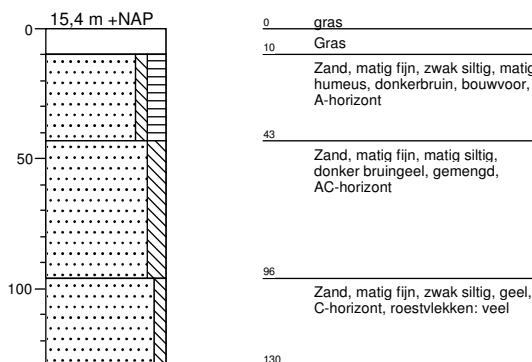 15,4 m +NAP
0
50
100
0 gras
10 Gras
Zand, matig fijn, zwak siltig, matig
humeus, donkerbruin, bouwvoor,
A-horizont
43
Zand, matig fijn, matig siltig,
donker bruingeel, gemengd,
AC-horizont
96
Zand, matig fijn, zwak siltig, geel,
C-horizont, roestvlekken: veel
130